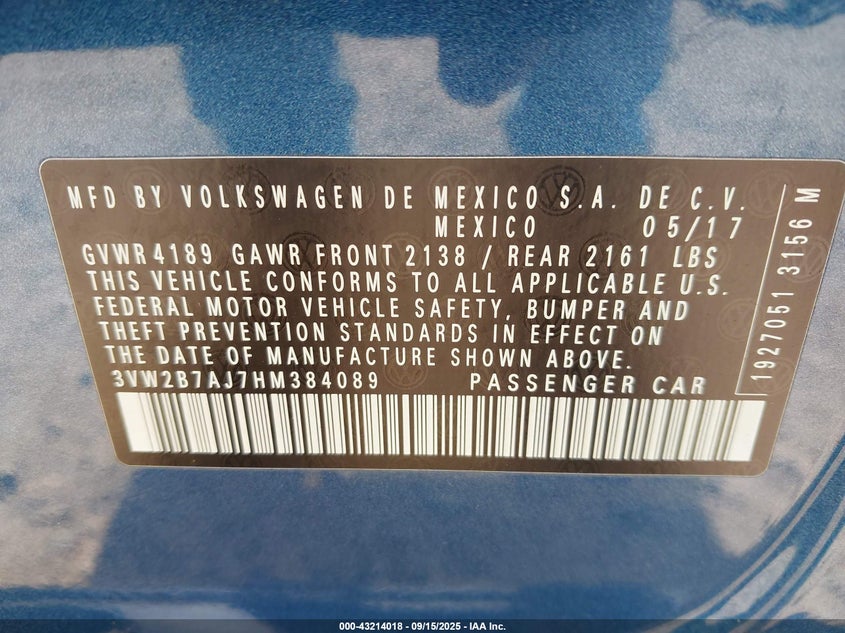 MFD BY VOLKSWAGEN DE MEXICO S.A. DE C.V.
MEXICO 05/17
GVWR 4189 GAWR FRONT 2138 / REAR 2161 LBS
THIS VEHICLE CONFORMS TO ALL APPLICABLE U.S.
FEDERAL MOTOR VEHICLE SAFETY, BUMPER AND
THEFT PREVENTION STANDARDS IN EFFECT ON
THE DATE OF MANUFACTURE SHOWN ABOVE.
3VW2B7AJ7HM384089 PASSENGER CAR
1927051 3156 M
000-43214018 - 09/15/2025 - IAA Inc.